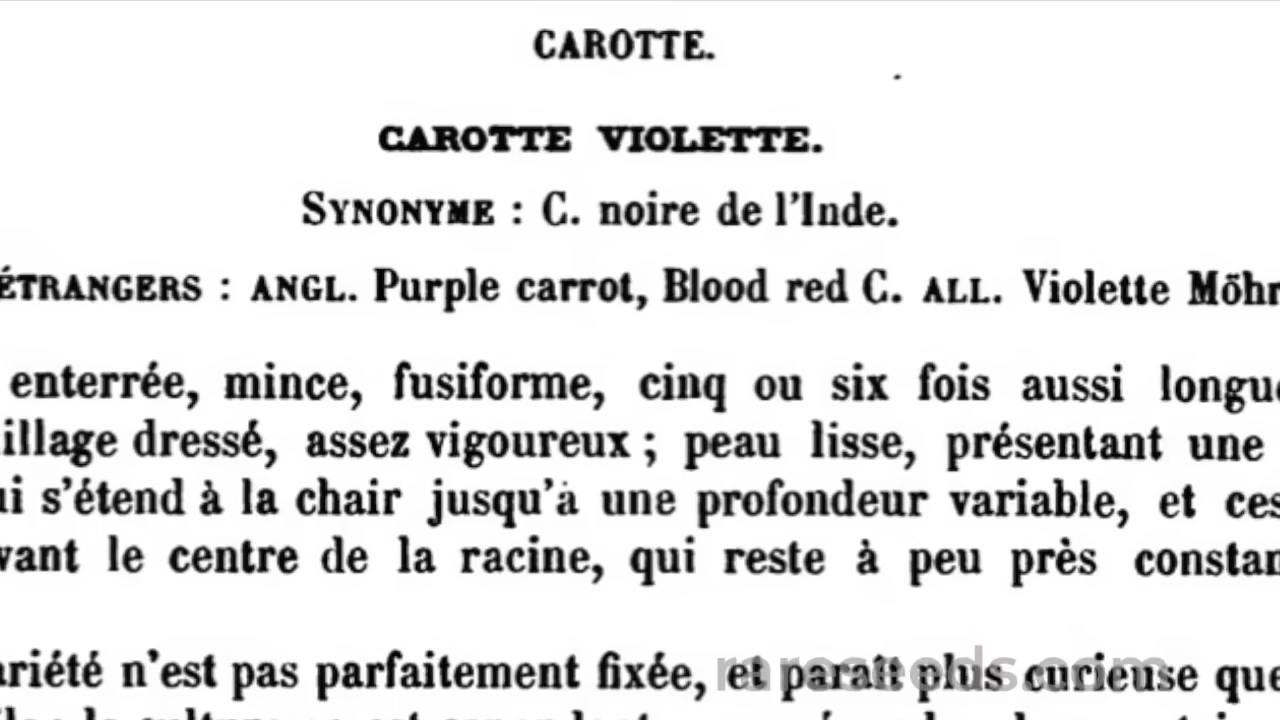 CAROTTE.
CAROTTE VIOLETTE.
SYNONYME : C. noire de l'Inde.
ÉTRANGERS : ANGL. Purple carrot, Blood red C. ALL. Violette Möhr
enterrée, mince, fusiforme, cinq ou six fois aussi longue
illage dressé, assez vigoureux ; peau lisse, présentant une
ui s'étend à la chair jusqu'à une profondeur variable, et ces
vant le centre de la racine, qui reste à peu près constan
ariété n'est pas parfaitement fixée, et paraît plus curieuse que
rareseeds.com